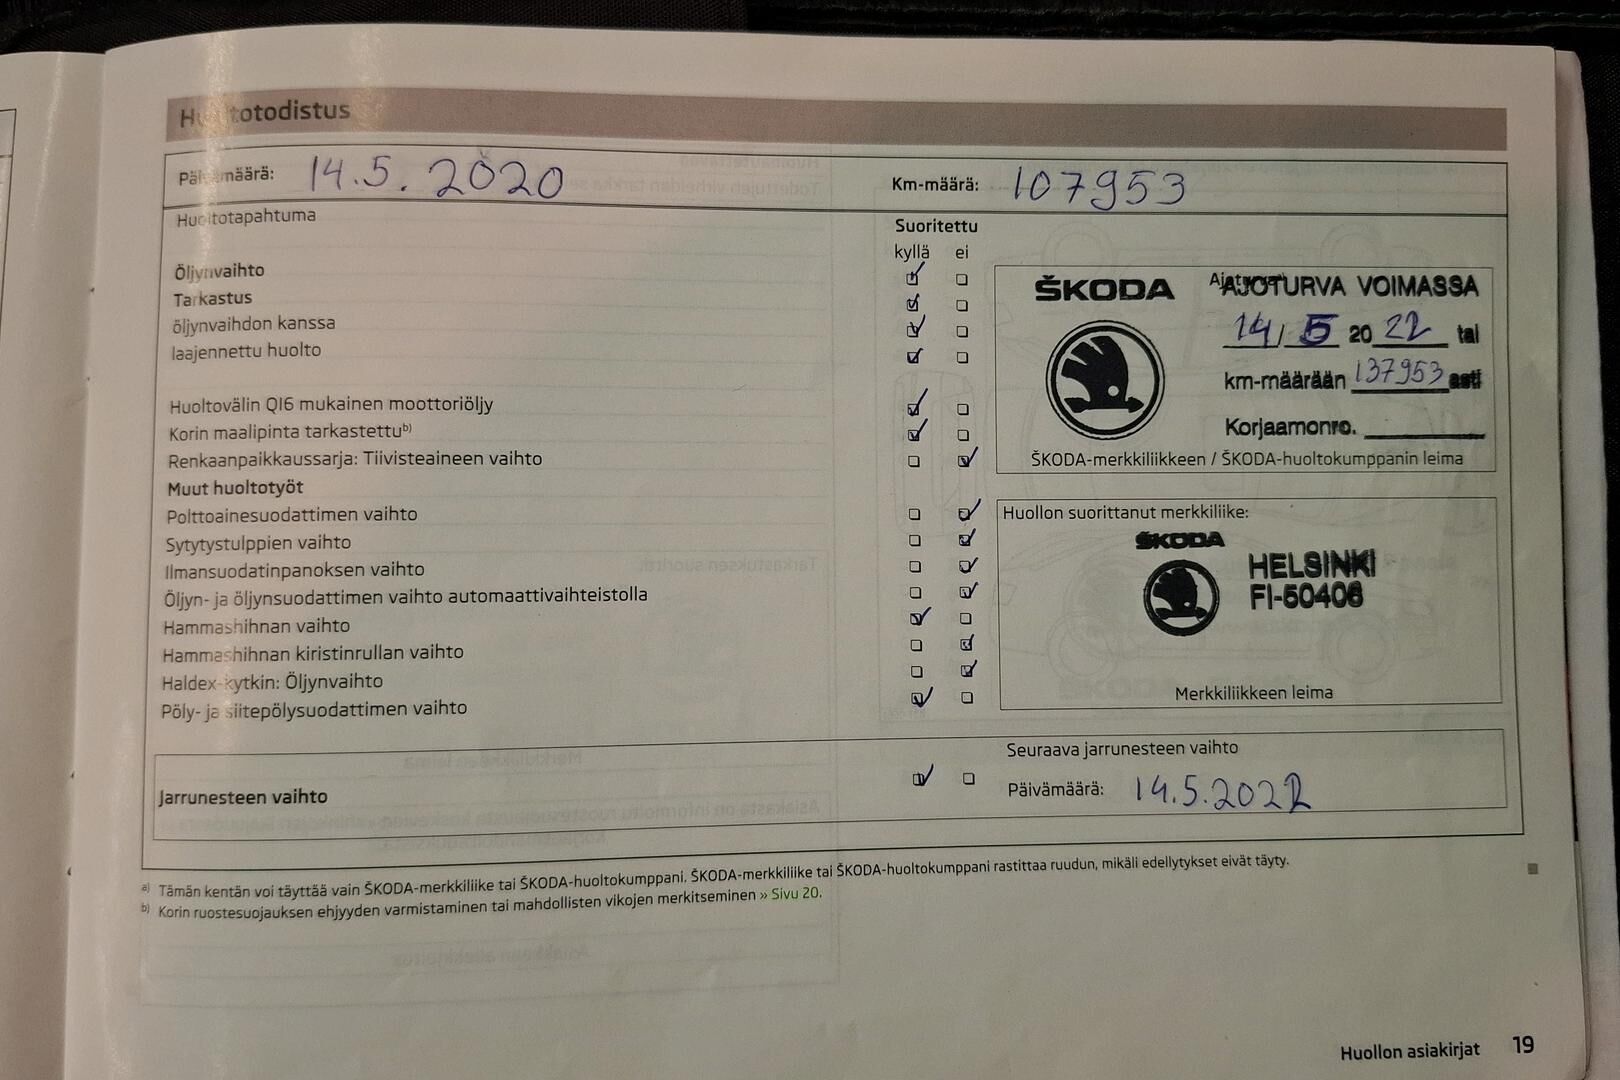 Huoltotodistus
Päivämäärä: 14.5.2020 Km-määrä: 107953
Huoltotapahtuma Suoritettu
kyllä ei
Öljynvaihto
Tarkastus
öljynvaihdon kanssa
laajennettu huolto
Huoltovälin QI6 mukainen moottoriöljy
Korin maalipinta tarkastettu b)
Renkaanpaikkaussarja: Tiivisteaineen vaihto
Muut huoltotyöt
Polttoainesuodattimen vaihto
Sytytystulppien vaihto
Ilmansuodatinpanoksen vaihto
Öljyn- ja öljynsuodattimen vaihto automaattivaihteistolla
Hammashihnan vaihto
Hammashihnan kiristinrullan vaihto
Haldex-kytkin: Öljynvaihto
Pöly- ja siitepölysuodattimen vaihto
ŠKODA AJOTURVA VOIMASSA
14/5 2022 tai
km-määrään 137953 asti
Korjaamonro.
ŠKODA-merkkiliikkeen / ŠKODA-huoltokumppanin leima
Huollon suorittanut merkkiliike:
ŠKODA
HELSINKI
FI-50406
Merkkiliikkeen leima
Jarrunesteen vaihto
Seuraava jarrunesteen vaihto
Päivämäärä: 14.5.2022
a) Tämän kentän voi täyttää vain ŠKODA-merkkiliike tai ŠKODA-huoltokumppani. ŠKODA-merkkiliike tai ŠKODA-huoltokumppani rastittaa ruudun, mikäli edellytykset eivät täyty.
b) Korin ruostesuojauksen ehjyyden varmistaminen tai mahdollisten vikojen merkitseminen » Sivu 20.
Huollon asiakirjat 19